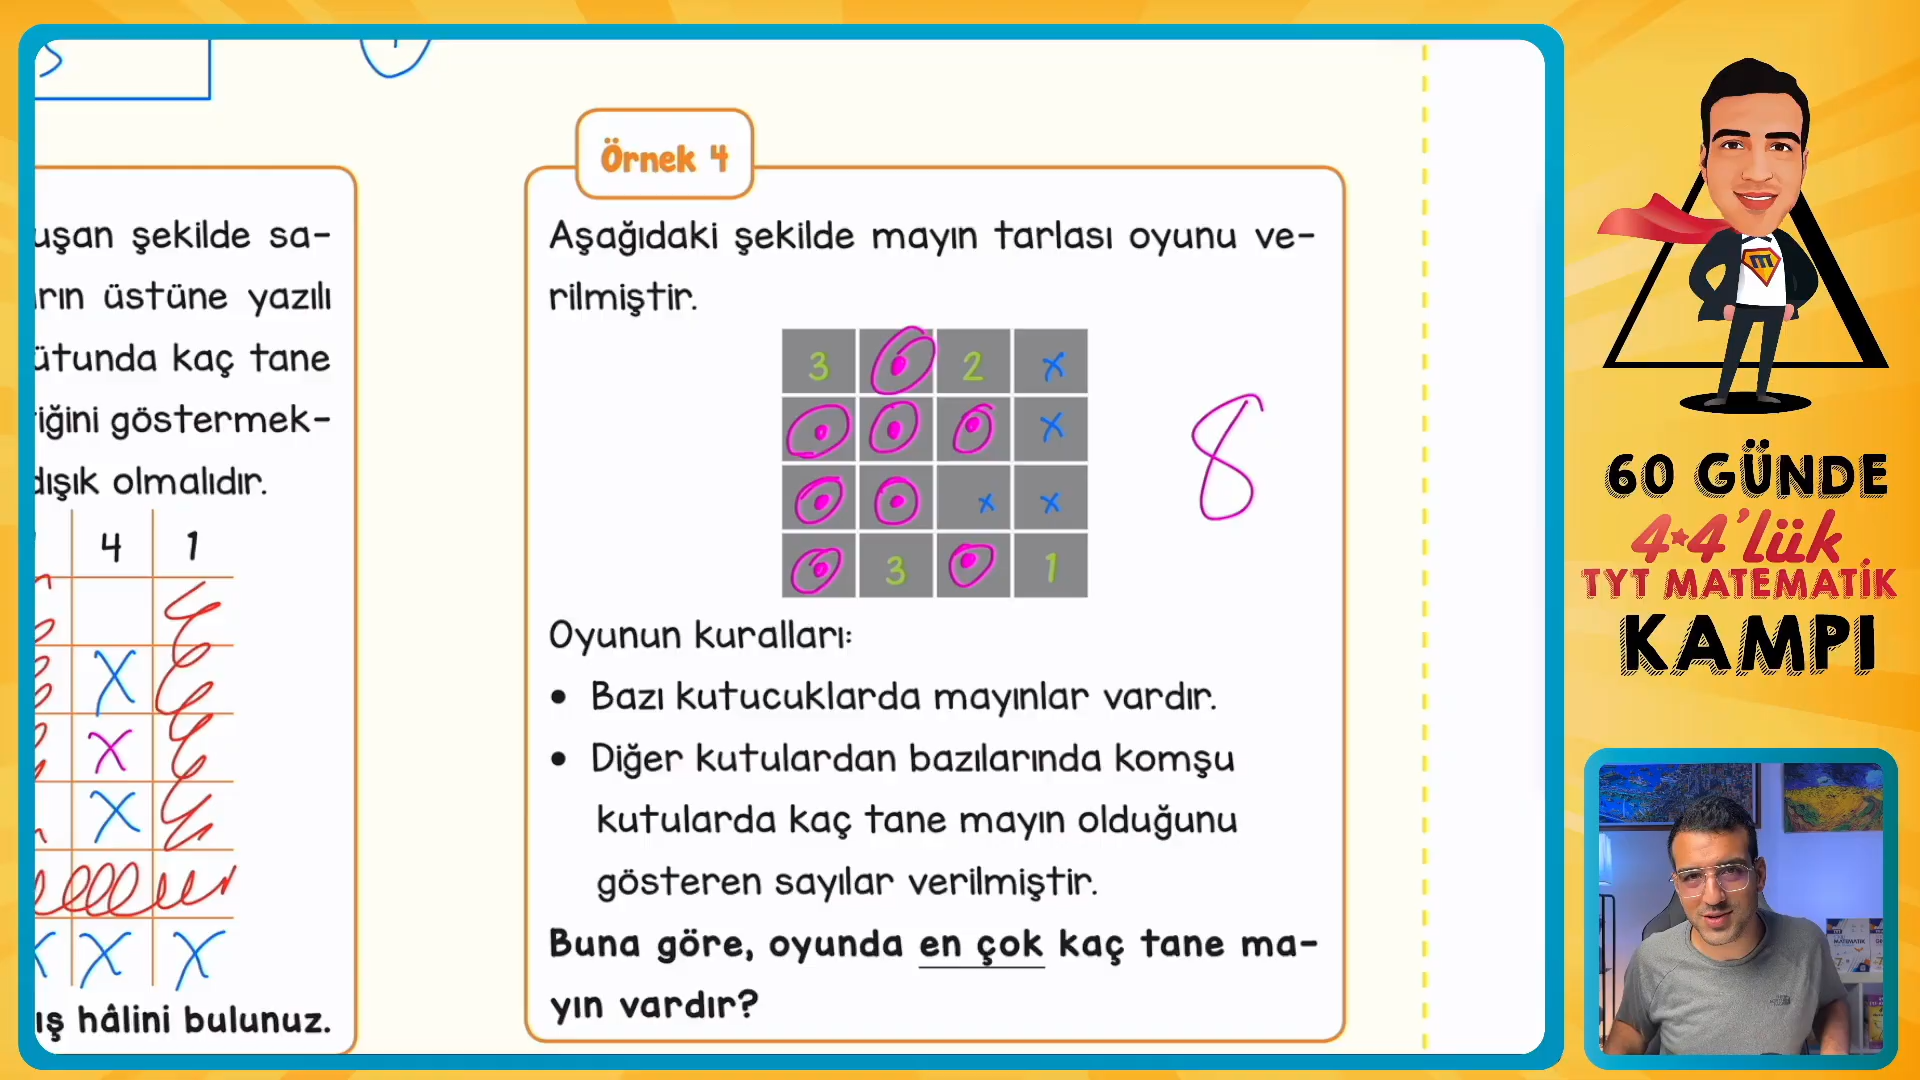 uşan şekilde sa-
rın üstüne yazılı
ütunda kaç tane
iğini göstermek-
dışık olmalıdır.
4 1
X
X
X
X X
ış hâlini bulunuz.
Örnek 4
Aşağıdaki şekilde mayın tarlası oyunu ve-
rilmiştir.
3 2 x
x
x x
3 1
8
Oyunun kuralları:
• Bazı kutucuklarda mayınlar vardır.
• Diğer kutulardan bazılarında komşu
kutularda kaç tane mayın olduğunu
gösteren sayılar verilmiştir.
Buna göre, oyunda en çok kaç tane ma-
yın vardır?
m
60 GÜNDE
4★4'lük
TYT MATEMATİK
KAMPI